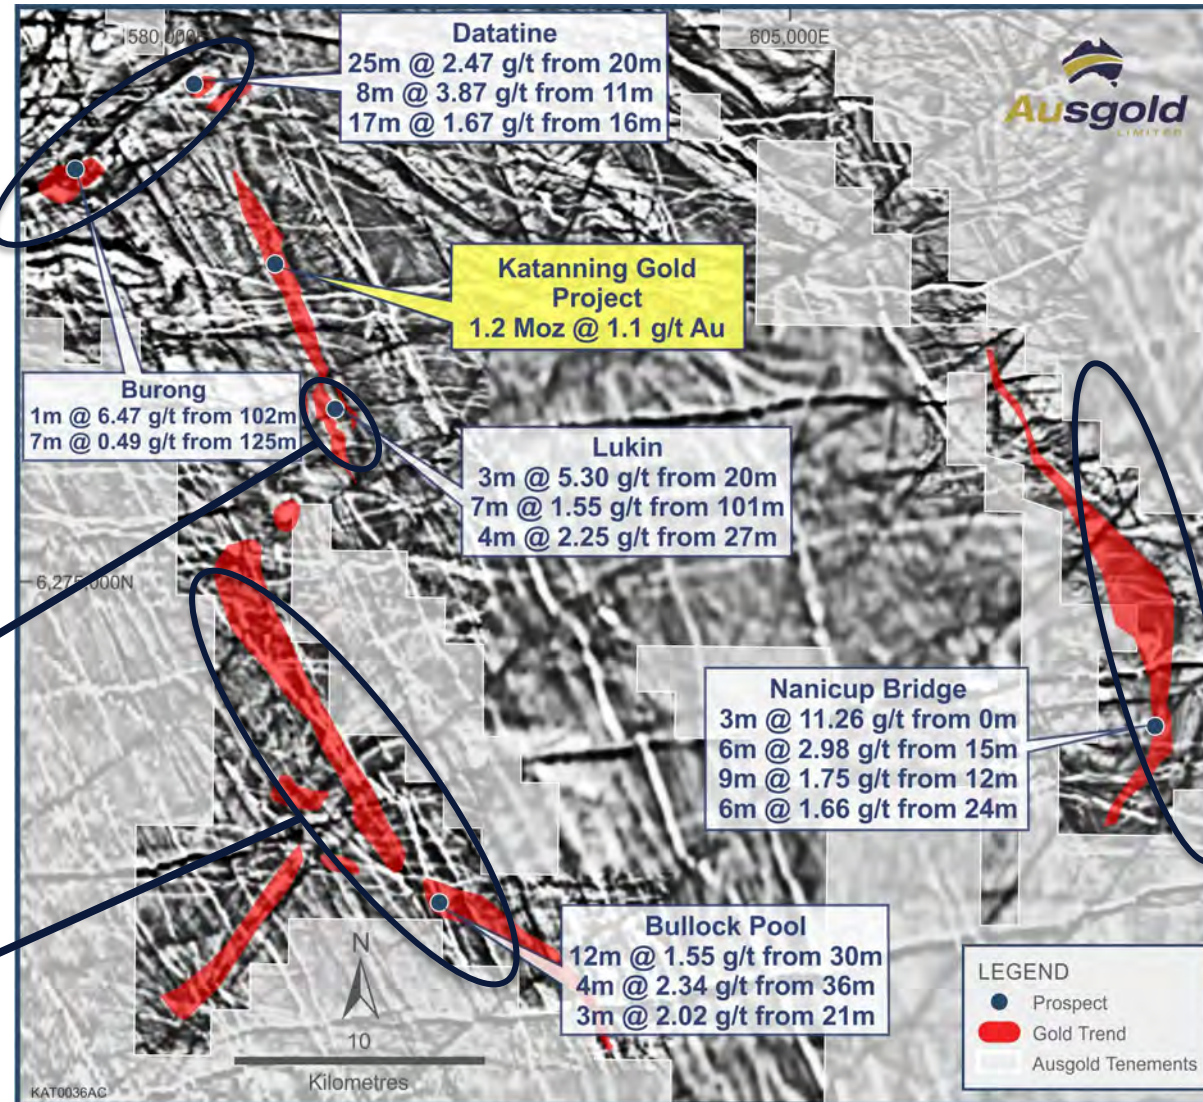 580,000E
605,000E
Datatine
25m @ 2.47 g/t from 20m
8m @ 3.87 g/t from 11m
17m @ 1.67 g/t from 16m
Ausgold
LIMITED
Katanning Gold
Project
1.2 Moz @ 1.1 g/t Au
Burong
1m @ 6.47 g/t from 102m
7m @ 0.49 g/t from 125m
Lukin
3m @ 5.30 g/t from 20m
7m @ 1.55 g/t from 101m
4m @ 2.25 g/t from 27m
6,275,000N
Nanicup Bridge
3m @ 11.26 g/t from 0m
6m @ 2.98 g/t from 15m
9m @ 1.75 g/t from 12m
6m @ 1.66 g/t from 24m
Bullock Pool
12m @ 1.55 g/t from 30m
4m @ 2.34 g/t from 36m
3m @ 2.02 g/t from 21m
N
10
Kilometres
LEGEND
Prospect
Gold Trend
Ausgold Tenements
KAT0036AC